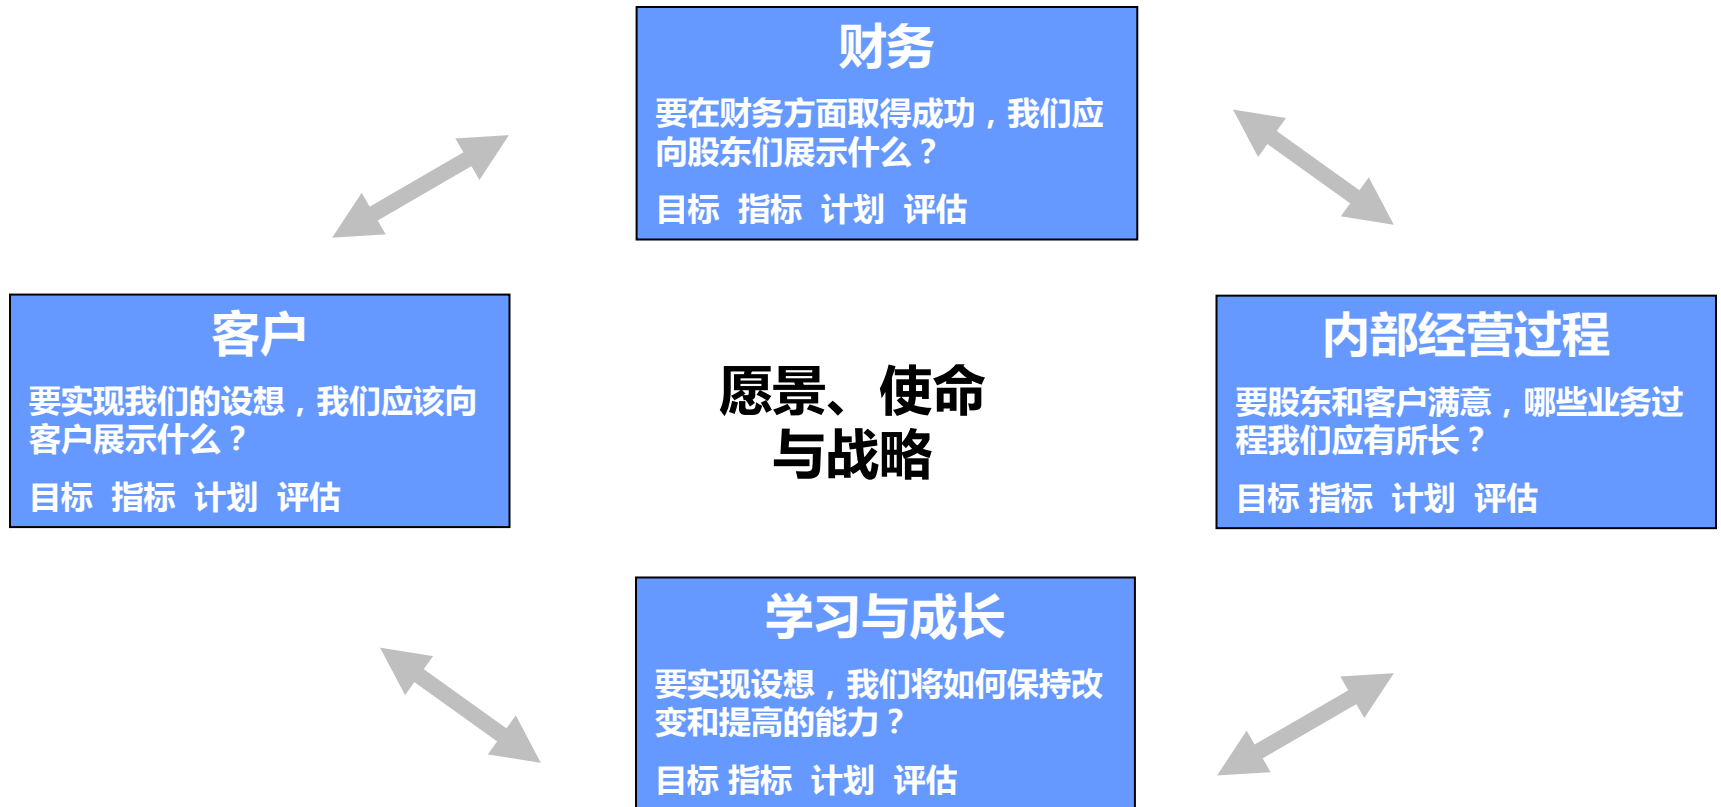 财务
要在财务方面取得成功，我们应
向股东们展示什么？
目标 指标 计划 评估
客户
要实现我们的设想，我们应该向
客户展示什么？
目标 指标 计划 评估
愿景、使命
与战略
内部经营过程
要股东和客户满意，哪些业务过
程我们应有所长？
目标 指标 计划 评估
学习与成长
要实现设想，我们将如何保持改
变和提高的能力？
目标 指标 计划 评估